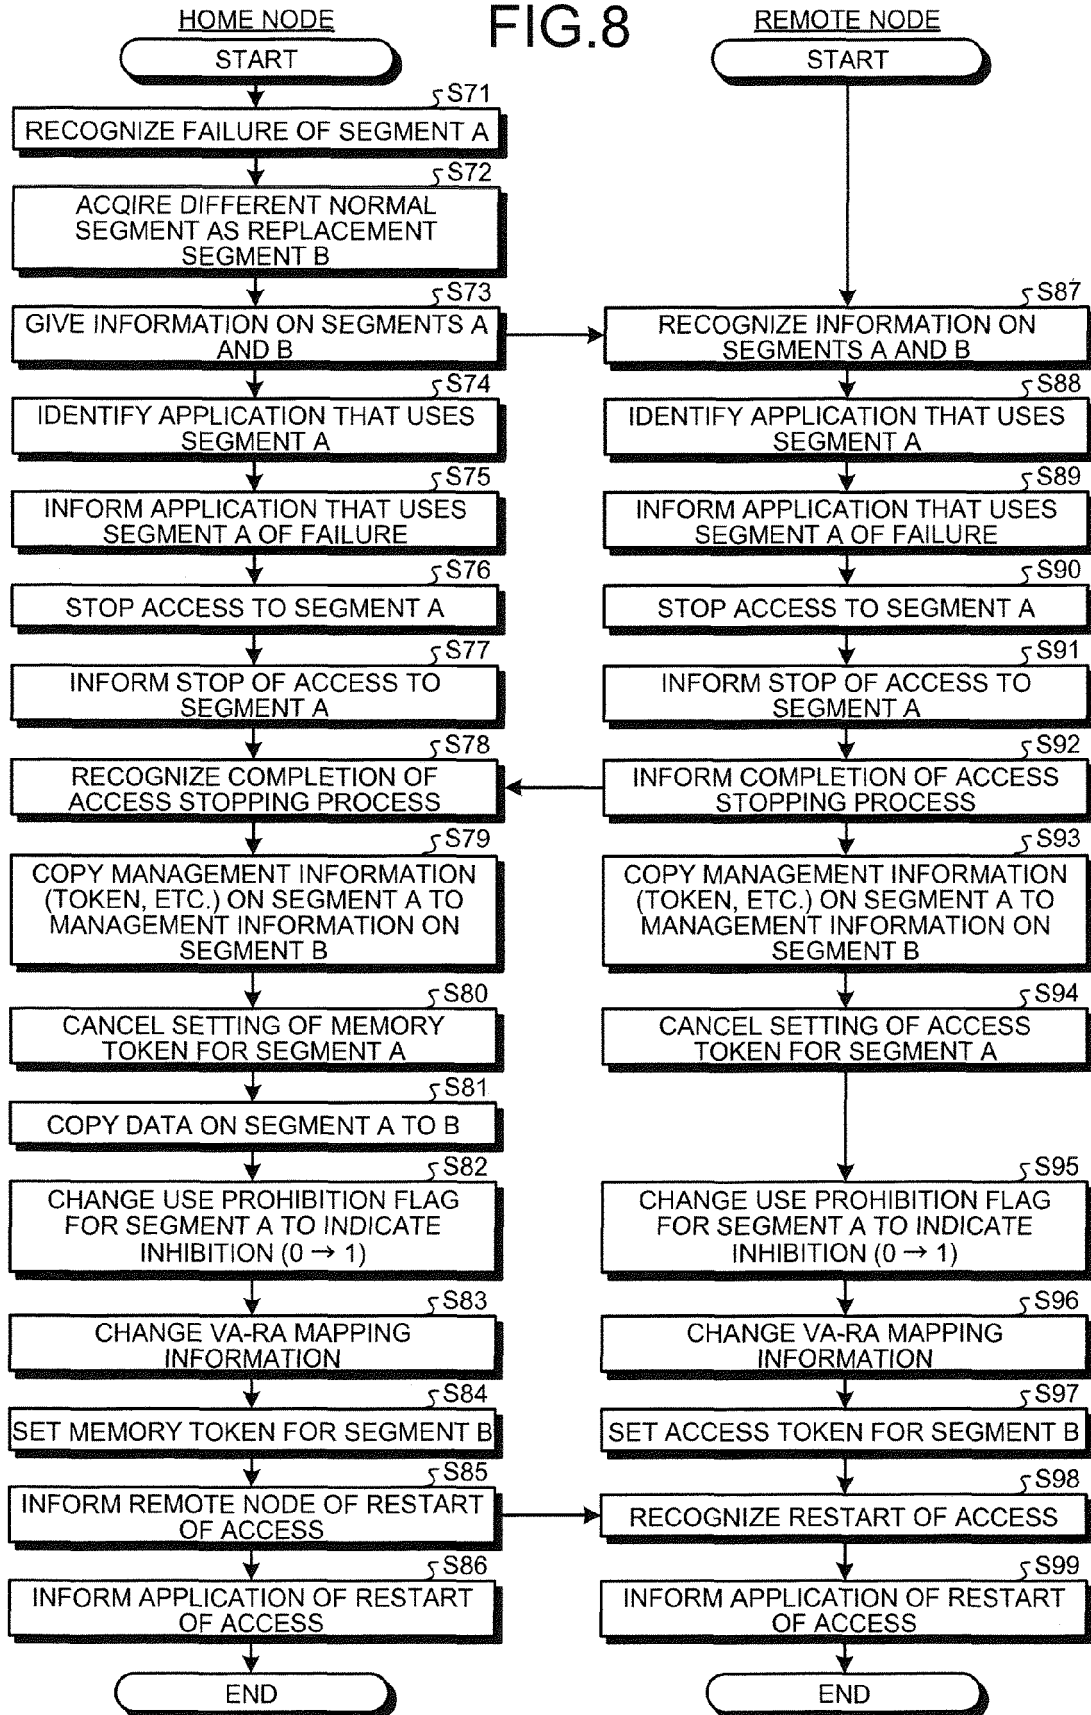 FIG.8
HOME NODE
START
S71
RECOGNIZE FAILURE OF SEGMENT A
S72
ACQIRE DIFFERENT NORMAL
SEGMENT AS REPLACEMENT
SEGMENT B
S73
GIVE INFORMATION ON SEGMENTS A
AND B
S74
IDENTIFY APPLICATION THAT USES
SEGMENT A
S75
INFORM APPLICATION THAT USES
SEGMENT A OF FAILURE
S76
STOP ACCESS TO SEGMENT A
S77
INFORM STOP OF ACCESS TO
SEGMENT A
S78
RECOGNIZE COMPLETION OF
ACCESS STOPPING PROCESS
S79
COPY MANAGEMENT INFORMATION
(TOKEN, ETC.) ON SEGMENT A TO
MANAGEMENT INFORMATION ON
SEGMENT B
S80
CANCEL SETTING OF MEMORY
TOKEN FOR SEGMENT A
S81
COPY DATA ON SEGMENT A TO B
S82
CHANGE USE PROHIBITION FLAG
FOR SEGMENT A TO INDICATE
INHIBITION (0 → 1)
S83
CHANGE VA-RA MAPPING
INFORMATION
S84
SET MEMORY TOKEN FOR SEGMENT B
S85
INFORM REMOTE NODE OF RESTART
OF ACCESS
S86
INFORM APPLICATION OF RESTART
OF ACCESS
END
REMOTE NODE
START
S87
RECOGNIZE INFORMATION ON
SEGMENTS A AND B
S88
IDENTIFY APPLICATION THAT USES
SEGMENT A
S89
INFORM APPLICATION THAT USES
SEGMENT A OF FAILURE
S90
STOP ACCESS TO SEGMENT A
S91
INFORM STOP OF ACCESS TO
SEGMENT A
S92
INFORM COMPLETION OF ACCESS
STOPPING PROCESS
S93
COPY MANAGEMENT INFORMATION
(TOKEN, ETC.) ON SEGMENT A TO
MANAGEMENT INFORMATION ON
SEGMENT B
S94
CANCEL SETTING OF ACCESS
TOKEN FOR SEGMENT A
S95
CHANGE USE PROHIBITION FLAG
FOR SEGMENT A TO INDICATE
INHIBITION (0 → 1)
S96
CHANGE VA-RA MAPPING
INFORMATION
S97
SET ACCESS TOKEN FOR SEGMENT B
S98
RECOGNIZE RESTART OF ACCESS
S99
INFORM APPLICATION OF RESTART
OF ACCESS
END